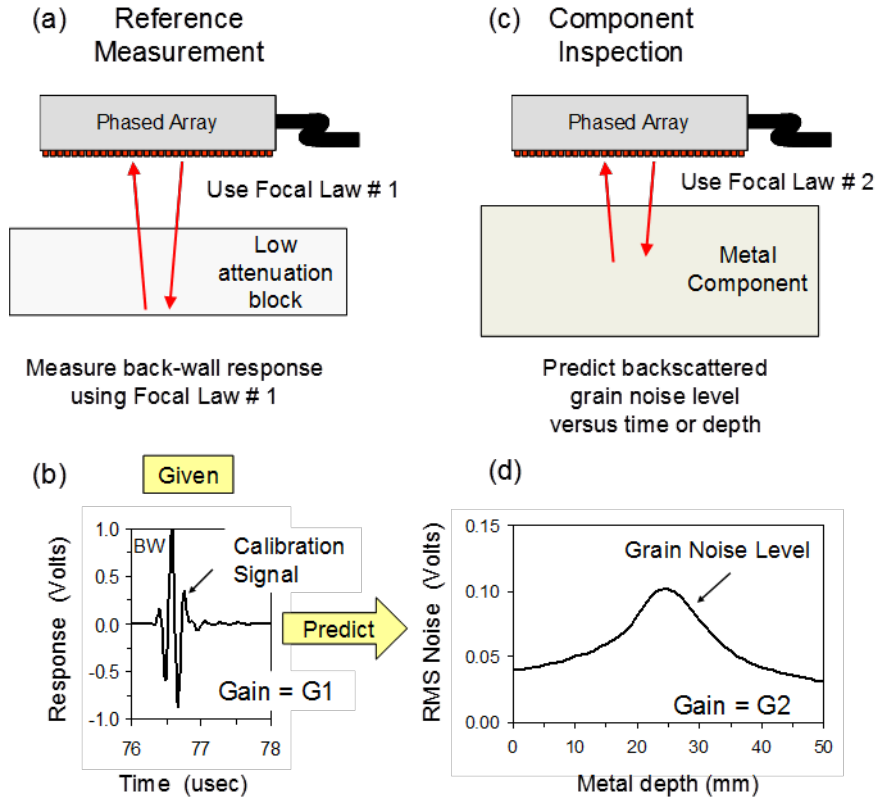 (a)
Reference
Measurement
Phased Array
Use Focal Law # 1
Low
attenuation
block
Measure back-wall response
using Focal Law # 1
(c)
Component
Inspection
Phased Array
Use Focal Law # 2
Metal
Component
Predict backscattered
grain noise level
versus time or depth
(b)
Given
Response (Volts)
1.0
0.5
0.0
-0.5
-1.0
BW
Calibration
Signal
Gain = G1
76
77
78
Time (usec)
Predict
(d)
RMS Noise (Volts)
0.15
0.10
0.05
0.00
Grain Noise Level
Gain = G2
0
10
20
30
40
50
Metal depth (mm)